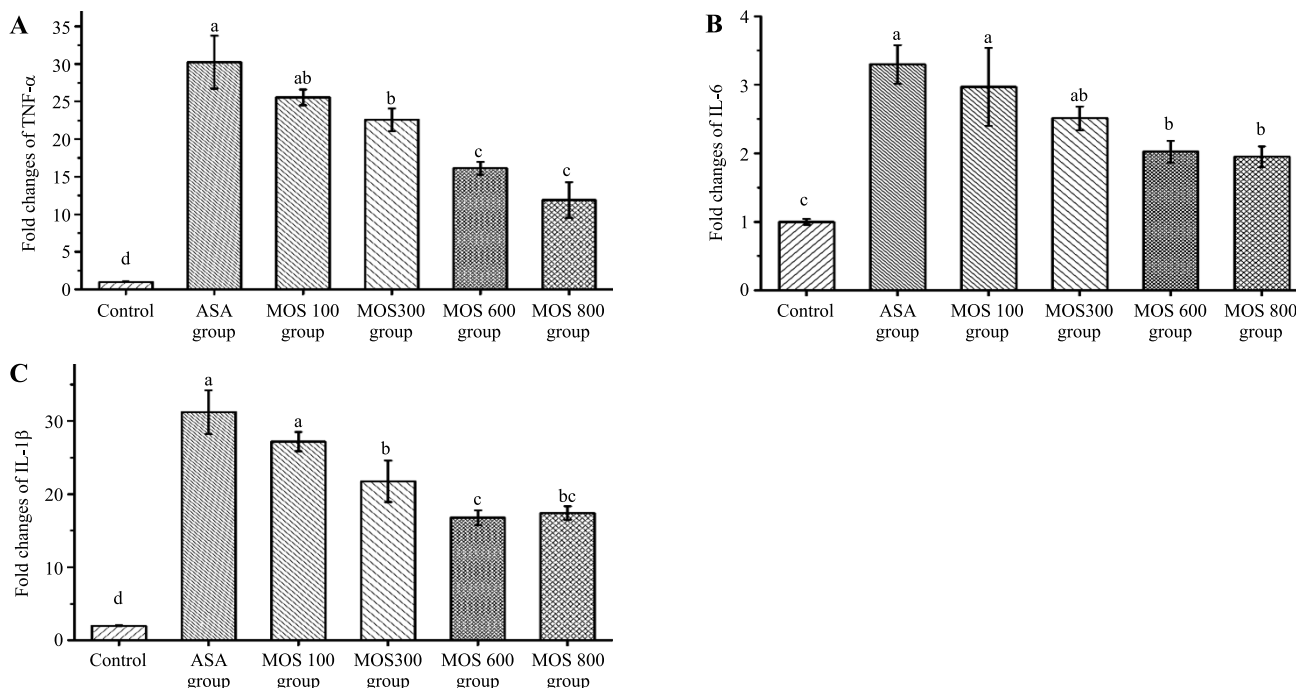 A
Fold changes of TNF-α
35
30
25
20
15
10
5
0
a
ab
b
c
c
d
Control
ASA group
MOS 100 group
MOS300 group
MOS 600 group
MOS 800 group
B
Fold changes of IL-6
4
3
2
1
0
a
a
ab
b
b
c
Control
ASA group
MOS 100 group
MOS300 group
MOS 600 group
MOS 800 group
C
Fold changes of IL-1β
30
20
10
0
a
a
b
c
bc
d
Control
ASA group
MOS 100 group
MOS300 group
MOS 600 group
MOS 800 group